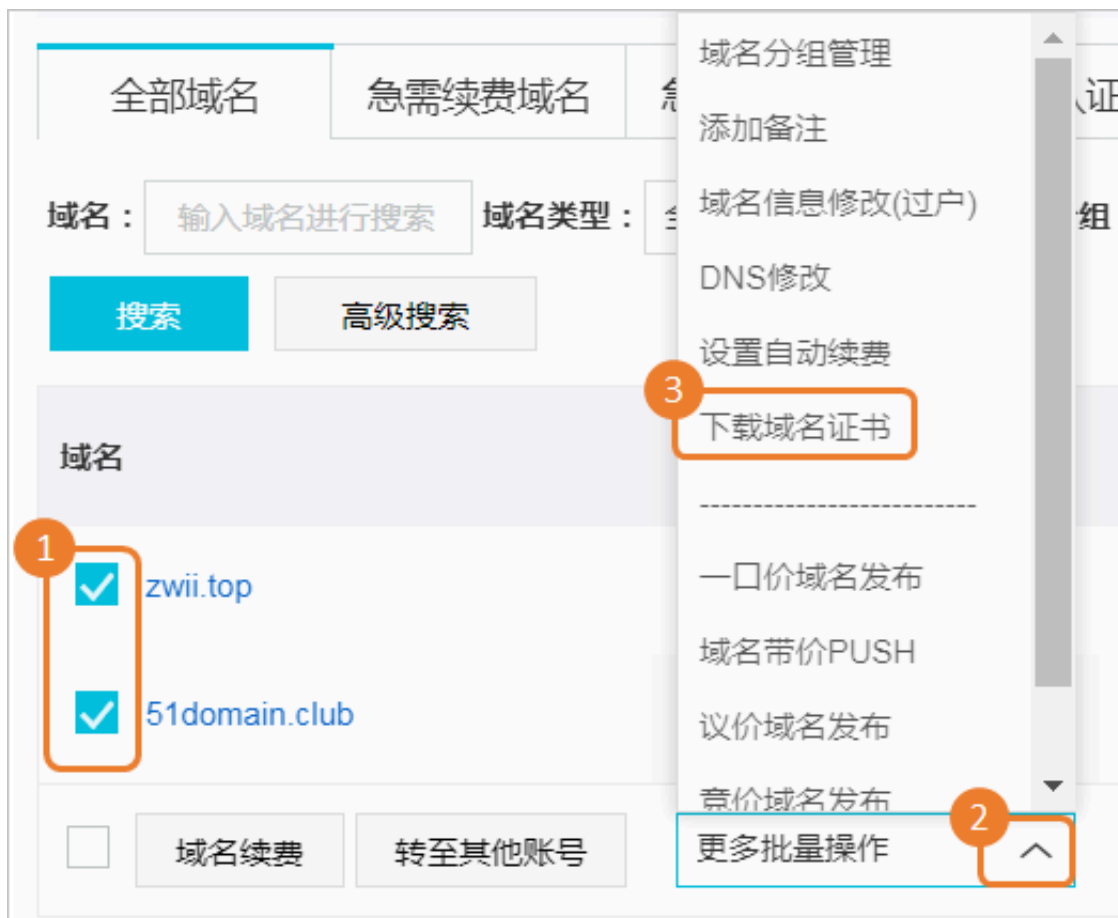 全部域名
急需续费域名
域名：
输入域名进行搜索
域名类型：
组
搜索
高级搜索
域名
1
zwii.top
51domain.club
域名续费
转至其他账号
域名分组管理
添加备注
域名信息修改(过户)
DNS修改
设置自动续费
3
下载域名证书
--------------------------
一口价域名发布
域名带价PUSH
议价域名发布
竞价域名发布
2
更多批量操作